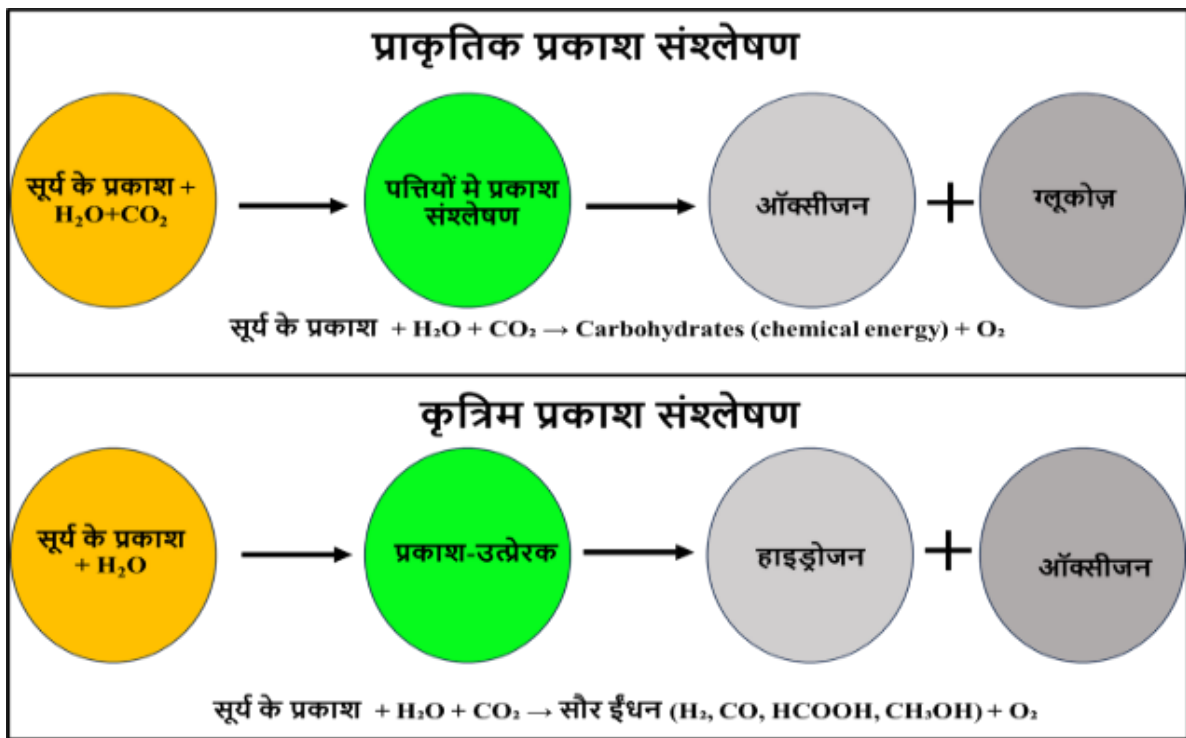 प्राकृतिक प्रकाश संश्लेषण
सूर्य के प्रकाश +
H₂O+CO₂
पत्तियों मे प्रकाश
संश्लेषण
ऑक्सीजन
+
ग्लूकोज़
सूर्य के प्रकाश + H₂O + CO₂ → Carbohydrates (chemical energy) + O₂
कृत्रिम प्रकाश संश्लेषण
सूर्य के प्रकाश
+ H₂O
प्रकाश-उत्प्रेरक
हाइड्रोजन
+
ऑक्सीजन
सूर्य के प्रकाश + H₂O + CO₂ → सौर ईंधन (H₂, CO, HCOOH, CH₃OH) + O₂